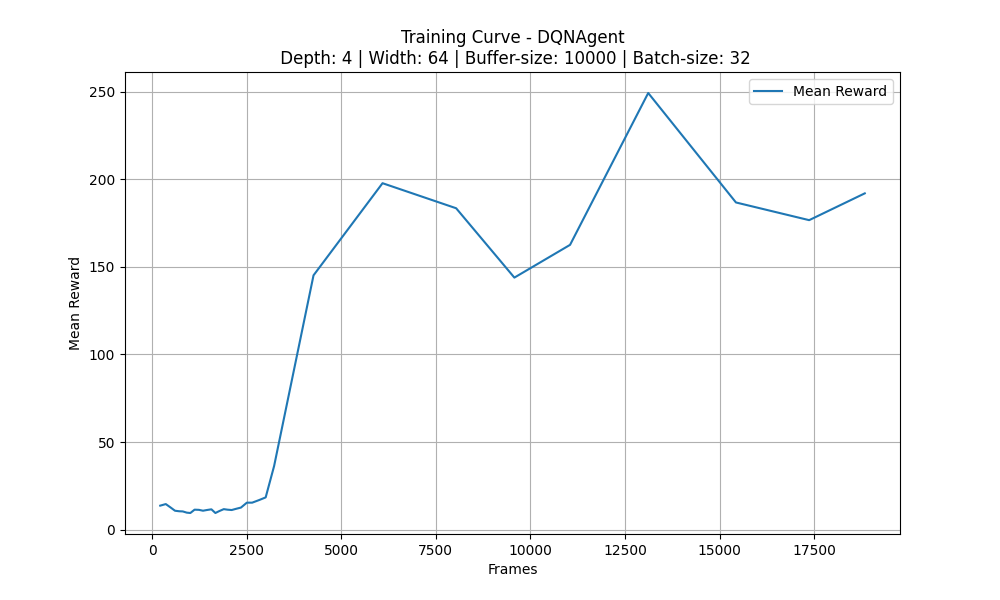 Training Curve - DQNAgent
Depth: 4 | Width: 64 | Buffer-size: 10000 | Batch-size: 32
Mean Reward
250
200
150
100
50
0
Mean Reward
0 2500 5000 7500 10000 12500 15000 17500
Frames